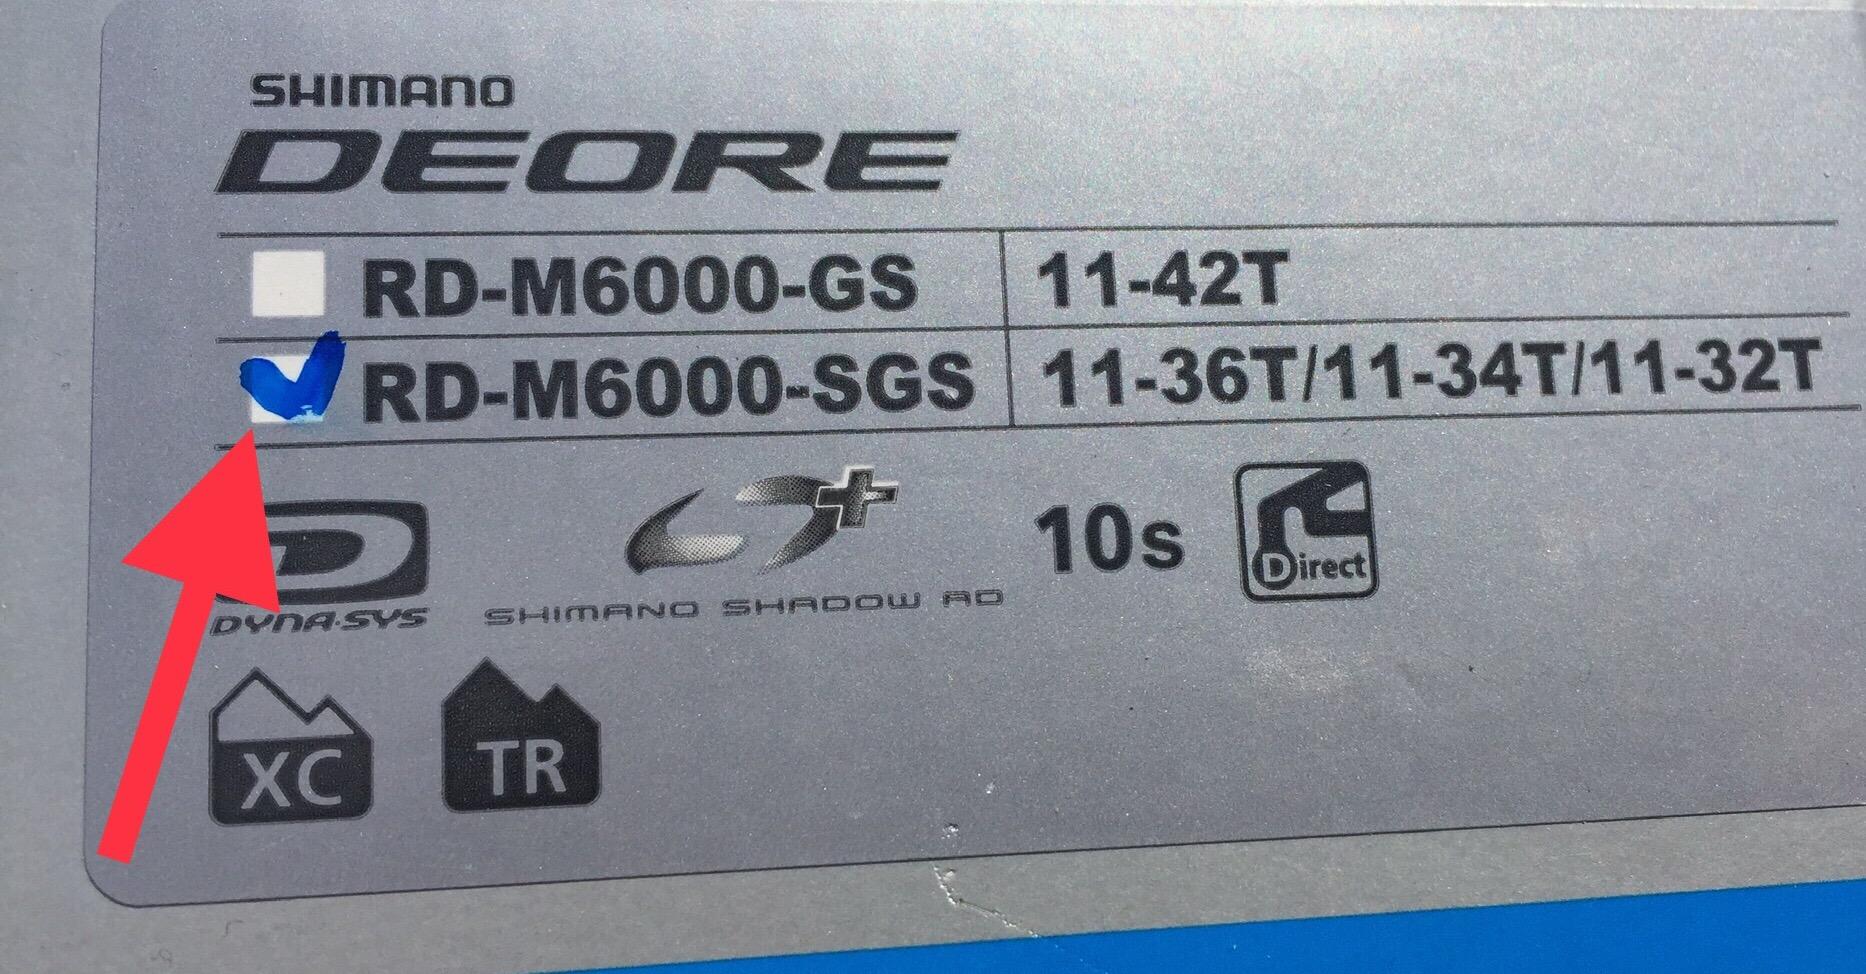 SHIMANO
DEORE
RD-M6000-GS 11-42T
RD-M6000-SGS 11-36T/11-34T/11-32T
D + 10s Direct
DYNA·SYS SHIMANO SHADOW RD
XC TR